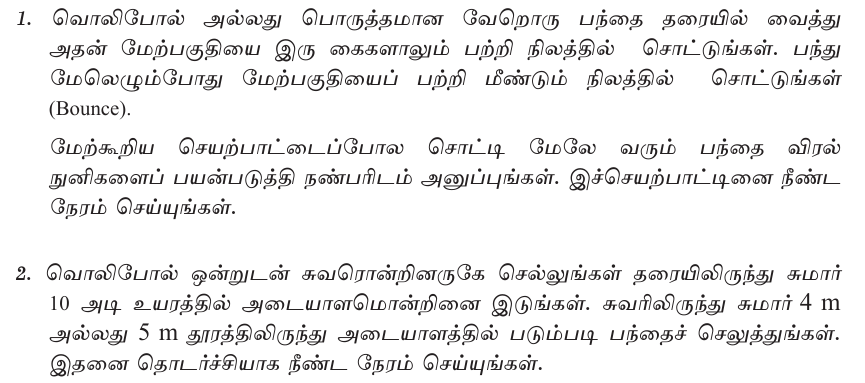 1. வொலிபோல் அல்லது பொருத்தமான வேறொரு பந்தை தரையில் வைத்து
அதன் மேற்பகுதியை இரு கைகளாலும் பற்றி நிலத்தில் சொட்டுங்கள். பந்து
மேலெழும்போது மேற்பகுதியைப் பற்றி மீண்டும் நிலத்தில் சொட்டுங்கள்
(Bounce).
மேற்கூறிய செயற்பாட்டைப்போல சொட்டி மேலே வரும் பந்தை விரல்
நுனிகளைப் பயன்படுத்தி நண்பரிடம் அனுப்புங்கள். இச்செயற்பாட்டினை நீண்ட
நேரம் செய்யுங்கள்.
2. வொலிபோல் ஒன்றுடன் சுவரொன்றினருகே செல்லுங்கள் தரையிலிருந்து சுமார்
10 அடி உயரத்தில் அடையாளமொன்றினை இடுங்கள். சுவரிலிருந்து சுமார் 4 m
அல்லது 5 m தூரத்திலிருந்து அடையாளத்தில் படும்படி பந்தைச் செலுத்துங்கள்.
இதனை தொடர்ச்சியாக நீண்ட நேரம் செய்யுங்கள்.